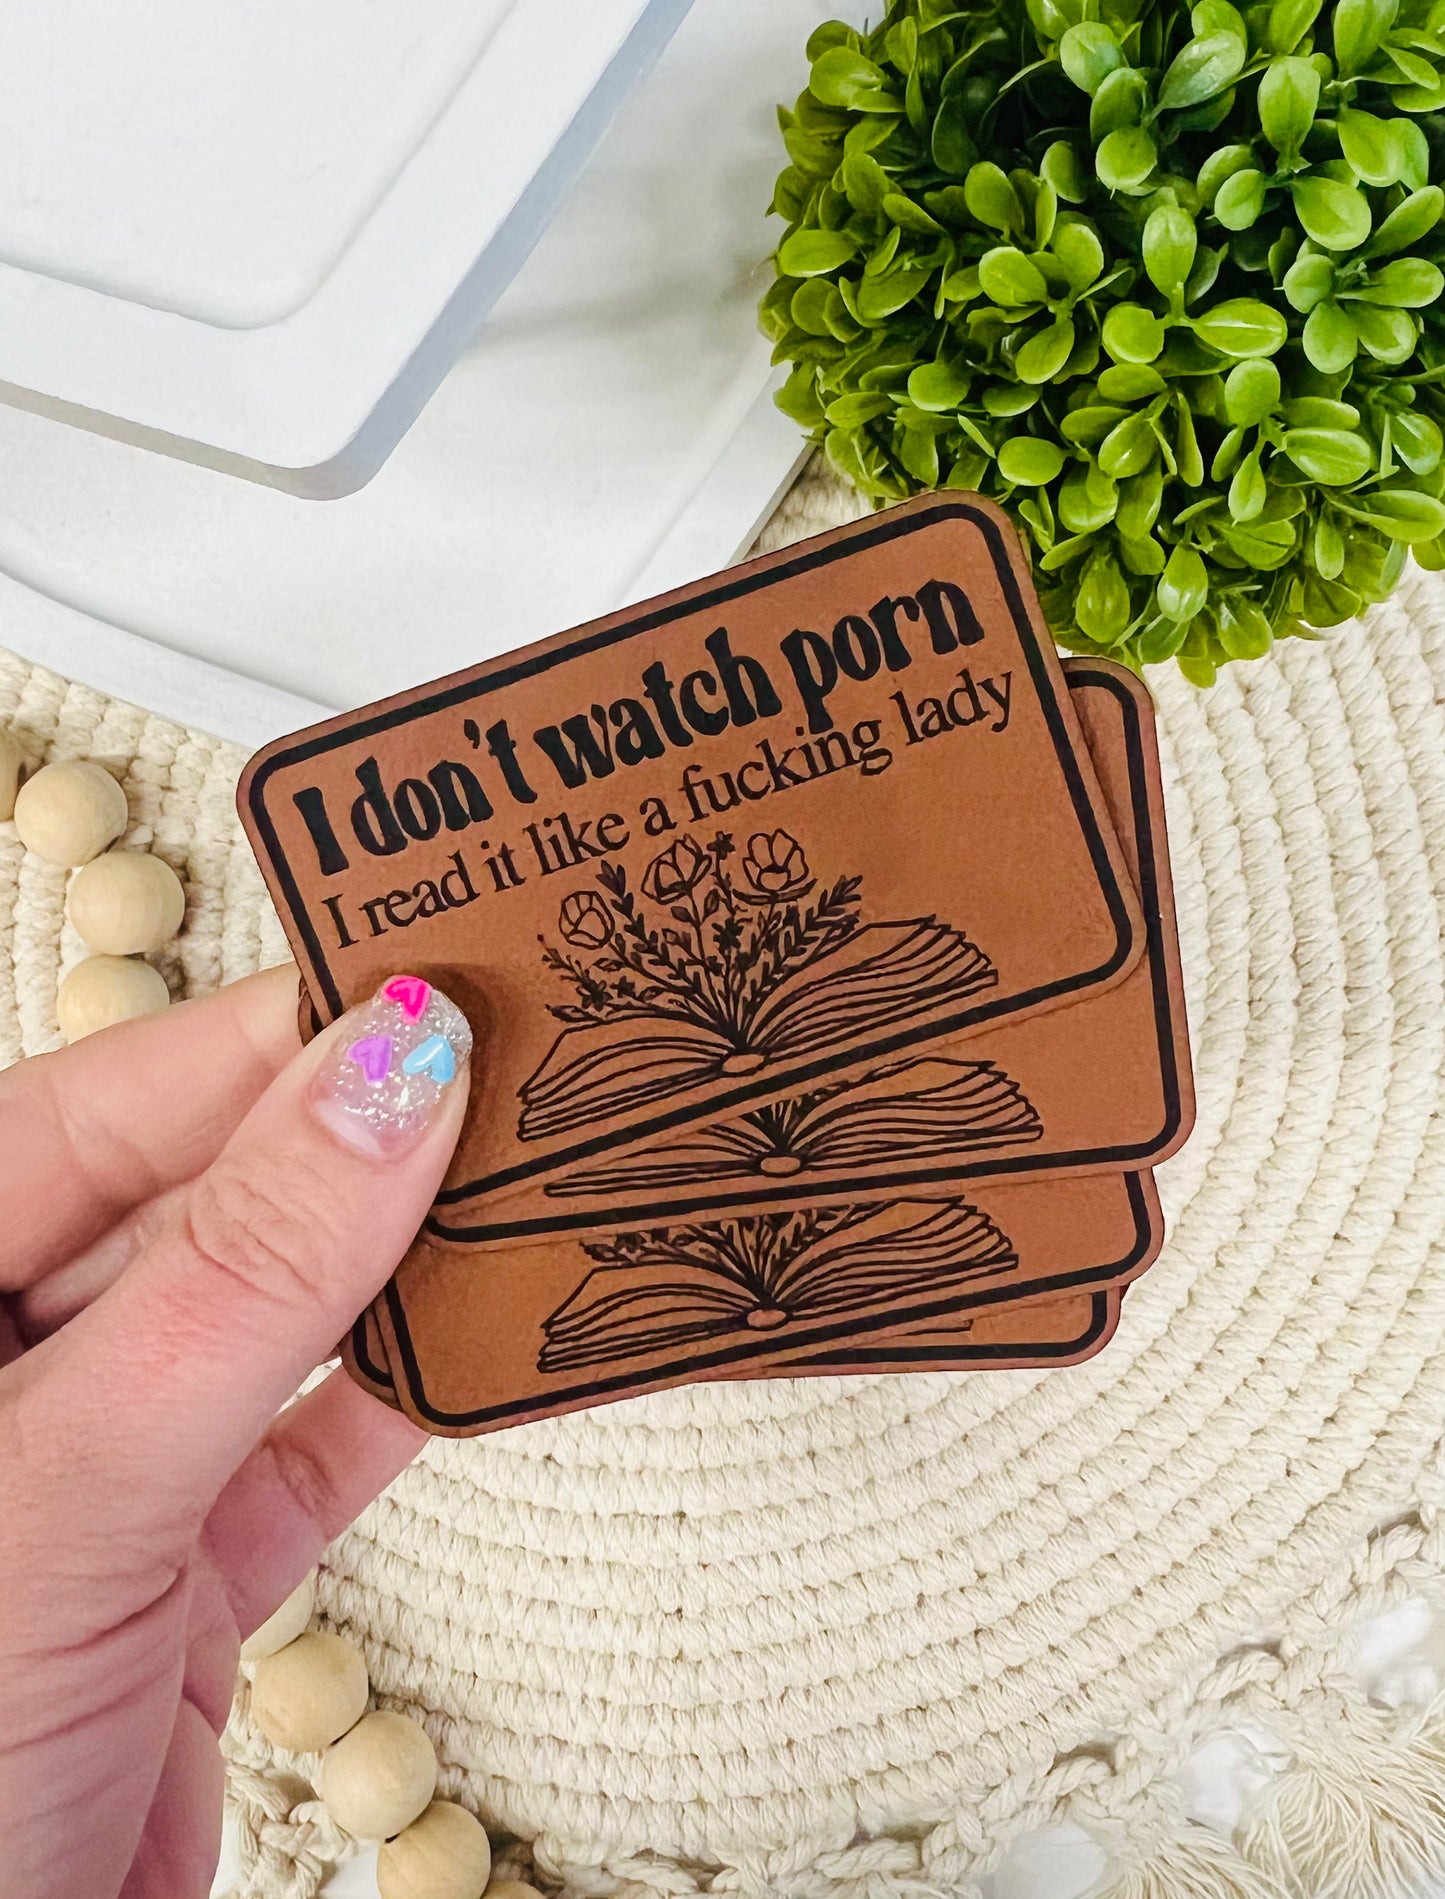 I don't watch porn
I read it like a fucking lady